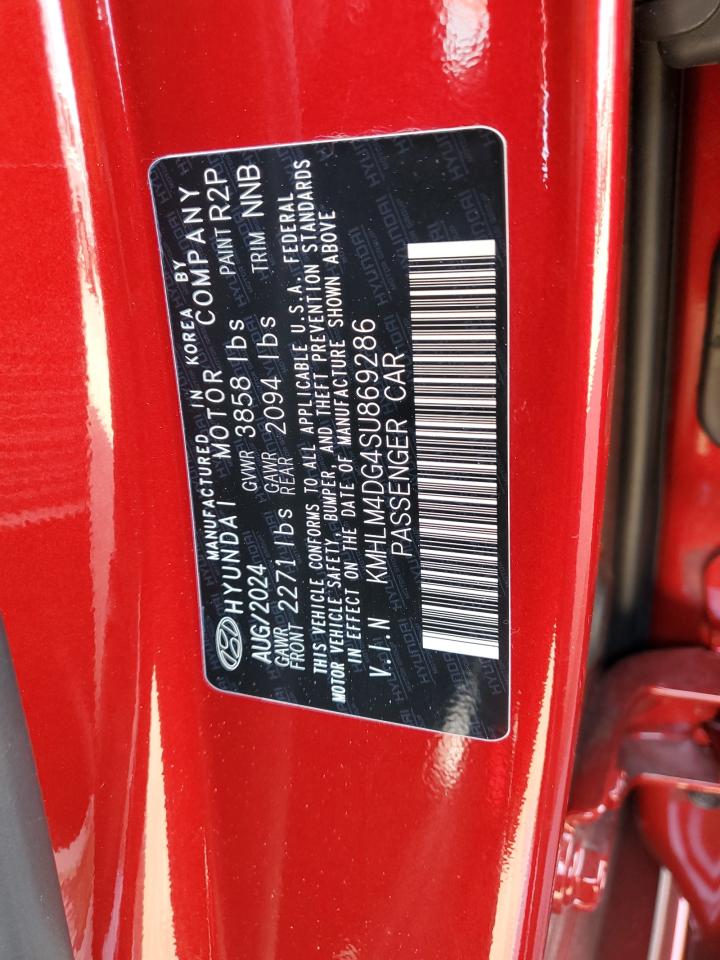 MANUFACTURED IN KOREA BY
HYUNDAI MOTOR COMPANY
AUG/2024 GVWR 3858 lbs PAINT R2P
GAWR FRONT 2271 lbs GAWR REAR 2094 lbs TRIM NNB
THIS VEHICLE CONFORMS TO ALL APPLICABLE U.S.A. FEDERAL
MOTOR VEHICLE SAFETY, BUMPER, AND THEFT PREVENTION STANDARDS
IN EFFECT ON THE DATE OF MANUFACTURE SHOWN ABOVE
V.I.N KMHLM4DG4SU869286
PASSENGER CAR